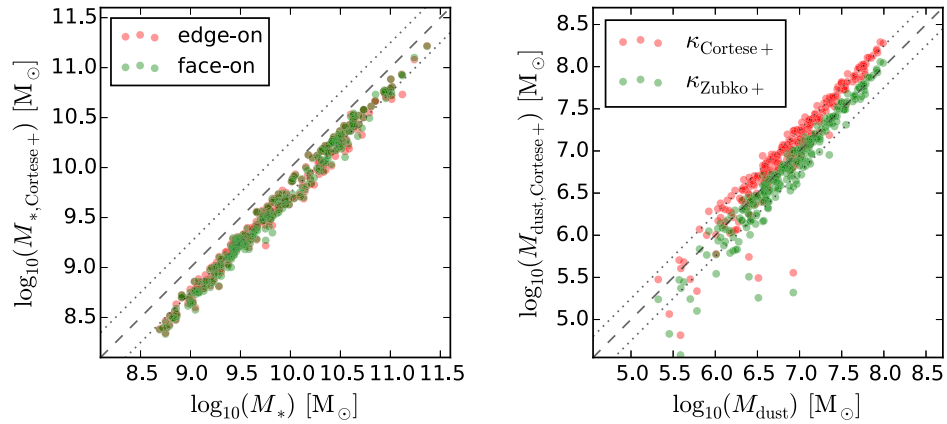 11.5
11.0
10.5
10.0
9.5
9.0
8.5
log10(M∗,Cortese+) [M⊙]
edge-on
face-on
8.5 9.0 9.5 10.0 10.5 11.0 11.5
log10(M∗) [M⊙]
8.5
8.0
7.5
7.0
6.5
6.0
5.5
5.0
log10(Mdust,Cortese+) [M⊙]
κCortese+
κZubko+
5.0 5.5 6.0 6.5 7.0 7.5 8.0 8.5
log10(Mdust) [M⊙]